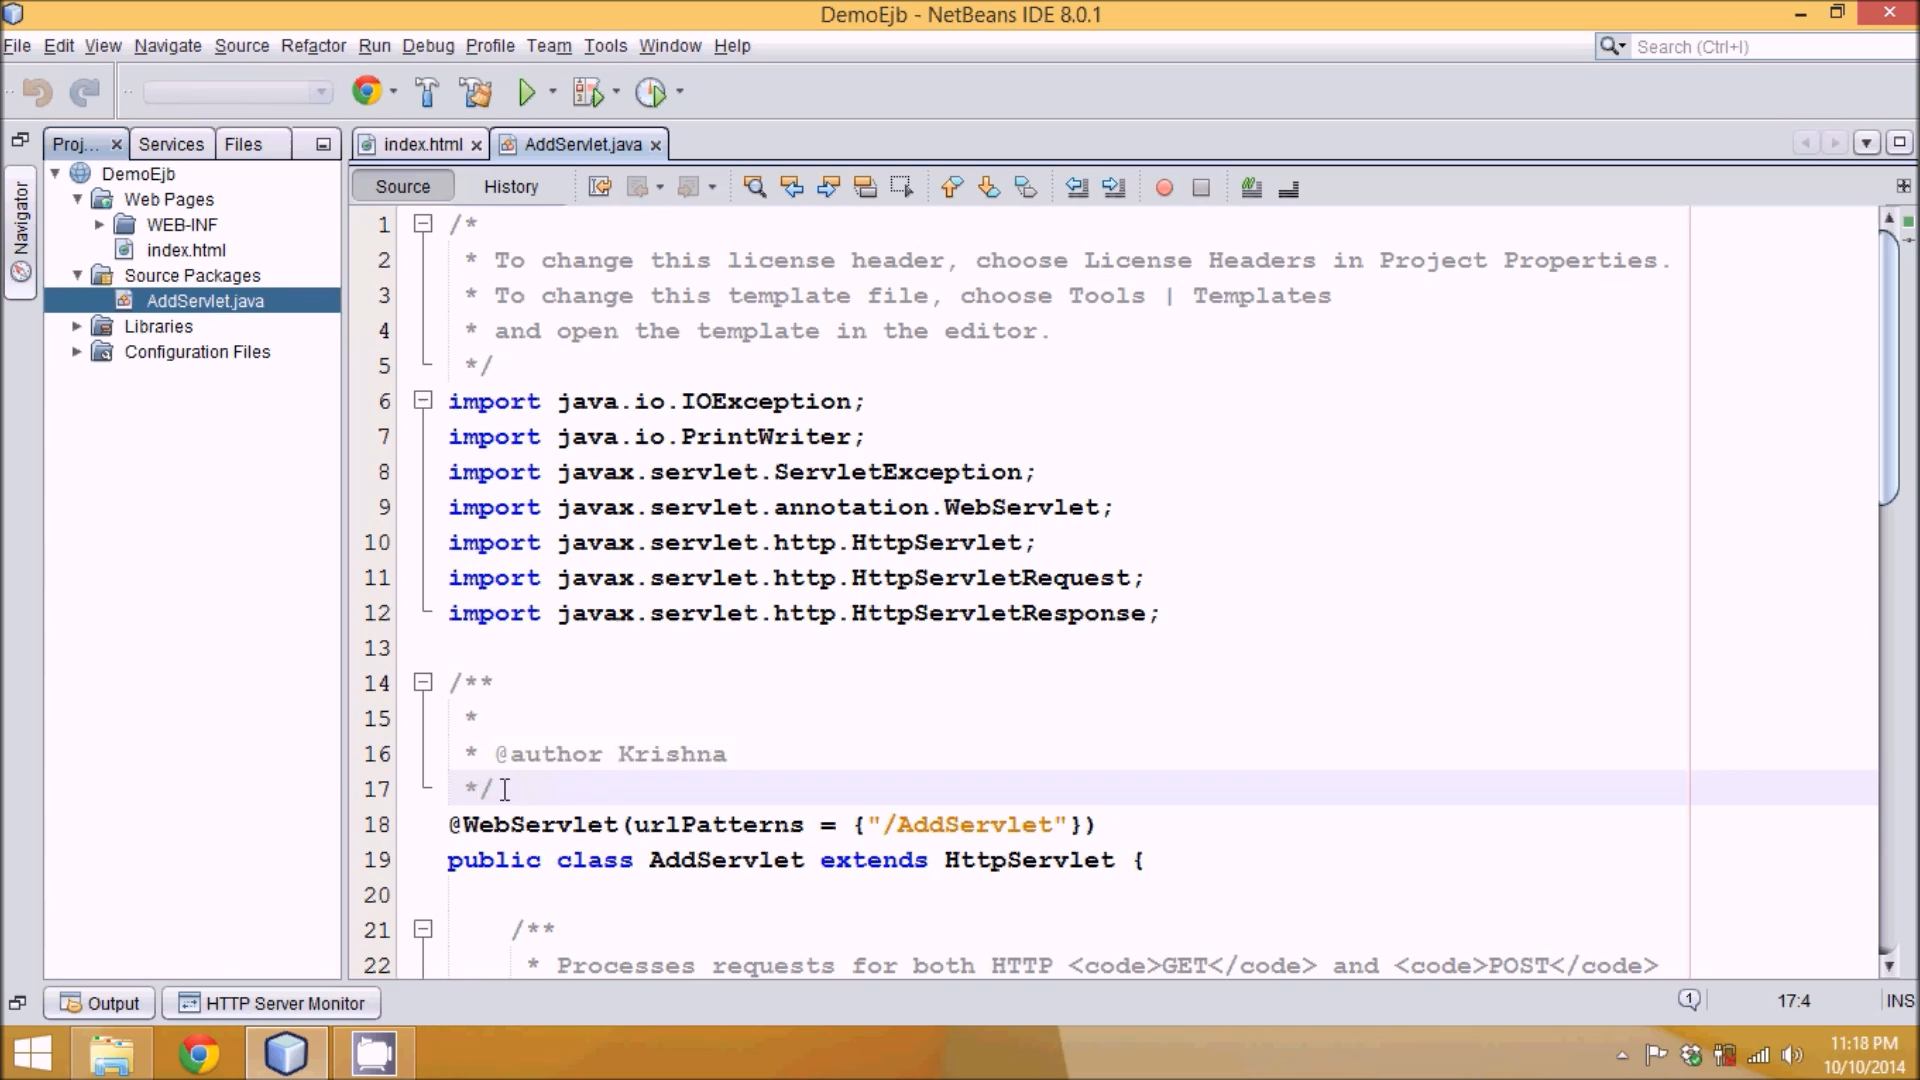 DemoEjb - NetBeans IDE 8.0.1
File Edit View Navigate Source Refactor Run Debug Profile Team Tools Window Help
Search (Ctrl+I)
Proj... Services Files
index.html AddServlet.java
Navigator
DemoEjb
Web Pages
WEB-INF
index.html
Source Packages
AddServlet.java
Libraries
Configuration Files
Source History
1 /*
2 * To change this license header, choose License Headers in Project Properties.
3 * To change this template file, choose Tools | Templates
4 * and open the template in the editor.
5 */
6 import java.io.IOException;
7 import java.io.PrintWriter;
8 import javax.servlet.ServletException;
9 import javax.servlet.annotation.WebServlet;
10 import javax.servlet.http.HttpServlet;
11 import javax.servlet.http.HttpServletRequest;
12 import javax.servlet.http.HttpServletResponse;
13
14 /**
15 *
16 * @author Krishna
17 */
18 @WebServlet(urlPatterns = {"/AddServlet"})
19 public class AddServlet extends HttpServlet {
20
21 /**
22 * Processes requests for both HTTP <code>GET</code> and <code>POST</code>
Output HTTP Server Monitor
1 17:4 INS
11:18 PM
10/10/2014